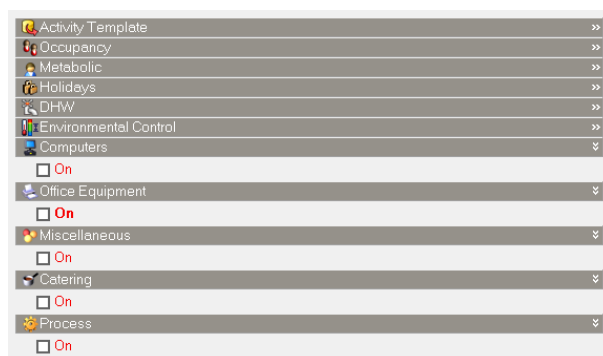 Activity Template
Occupancy
Metabolic
Holidays
DHW
Environmental Control
Computers
On
Office Equipment
On
Miscellaneous
On
Catering
On
Process
On